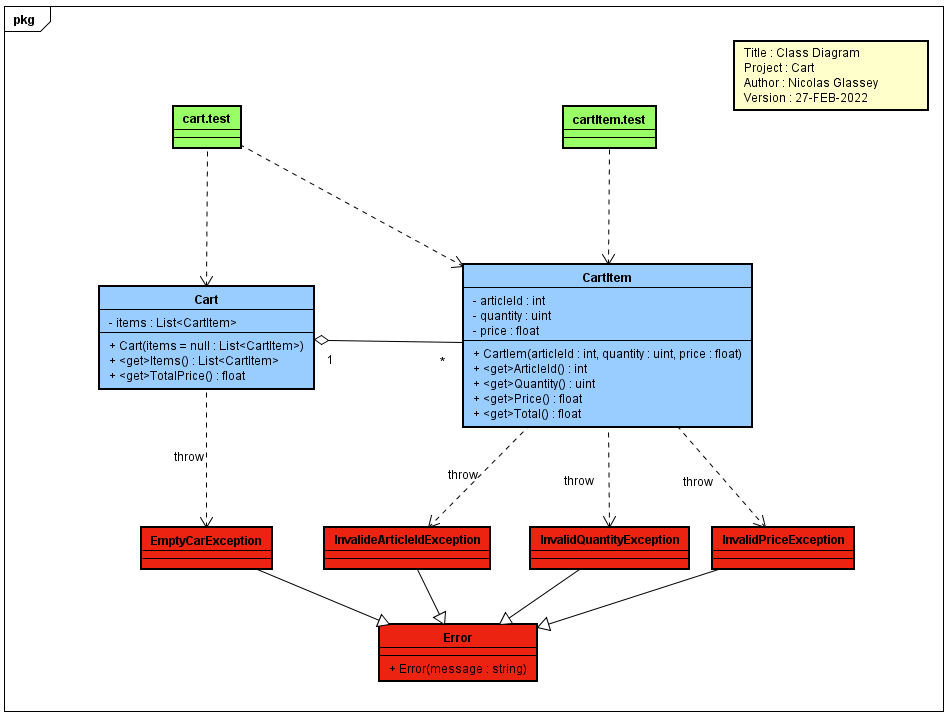 pkg
Title : Class Diagram
Project : Cart
Author : Nicolas Glassey
Version : 27-FEB-2022
cart.test
cartItem.test
Cart
- items : List<CartItem>
+ Cart(items = null : List<CartItem>)
+ <get>Items() : List<CartItem>
+ <get>TotalPrice() : float
1
*
CartItem
- articleId : int
- quantity : uint
- price : float
+ CartIem(articleId : int, quantity : uint, price : float)
+ <get>ArticleId() : int
+ <get>Quantity() : uint
+ <get>Price() : float
+ <get>Total() : float
throw
throw
throw
throw
EmptyCarException
InvalideArticleIdException
InvalidQuantityException
InvalidPriceException
Error
+ Error(message : string)